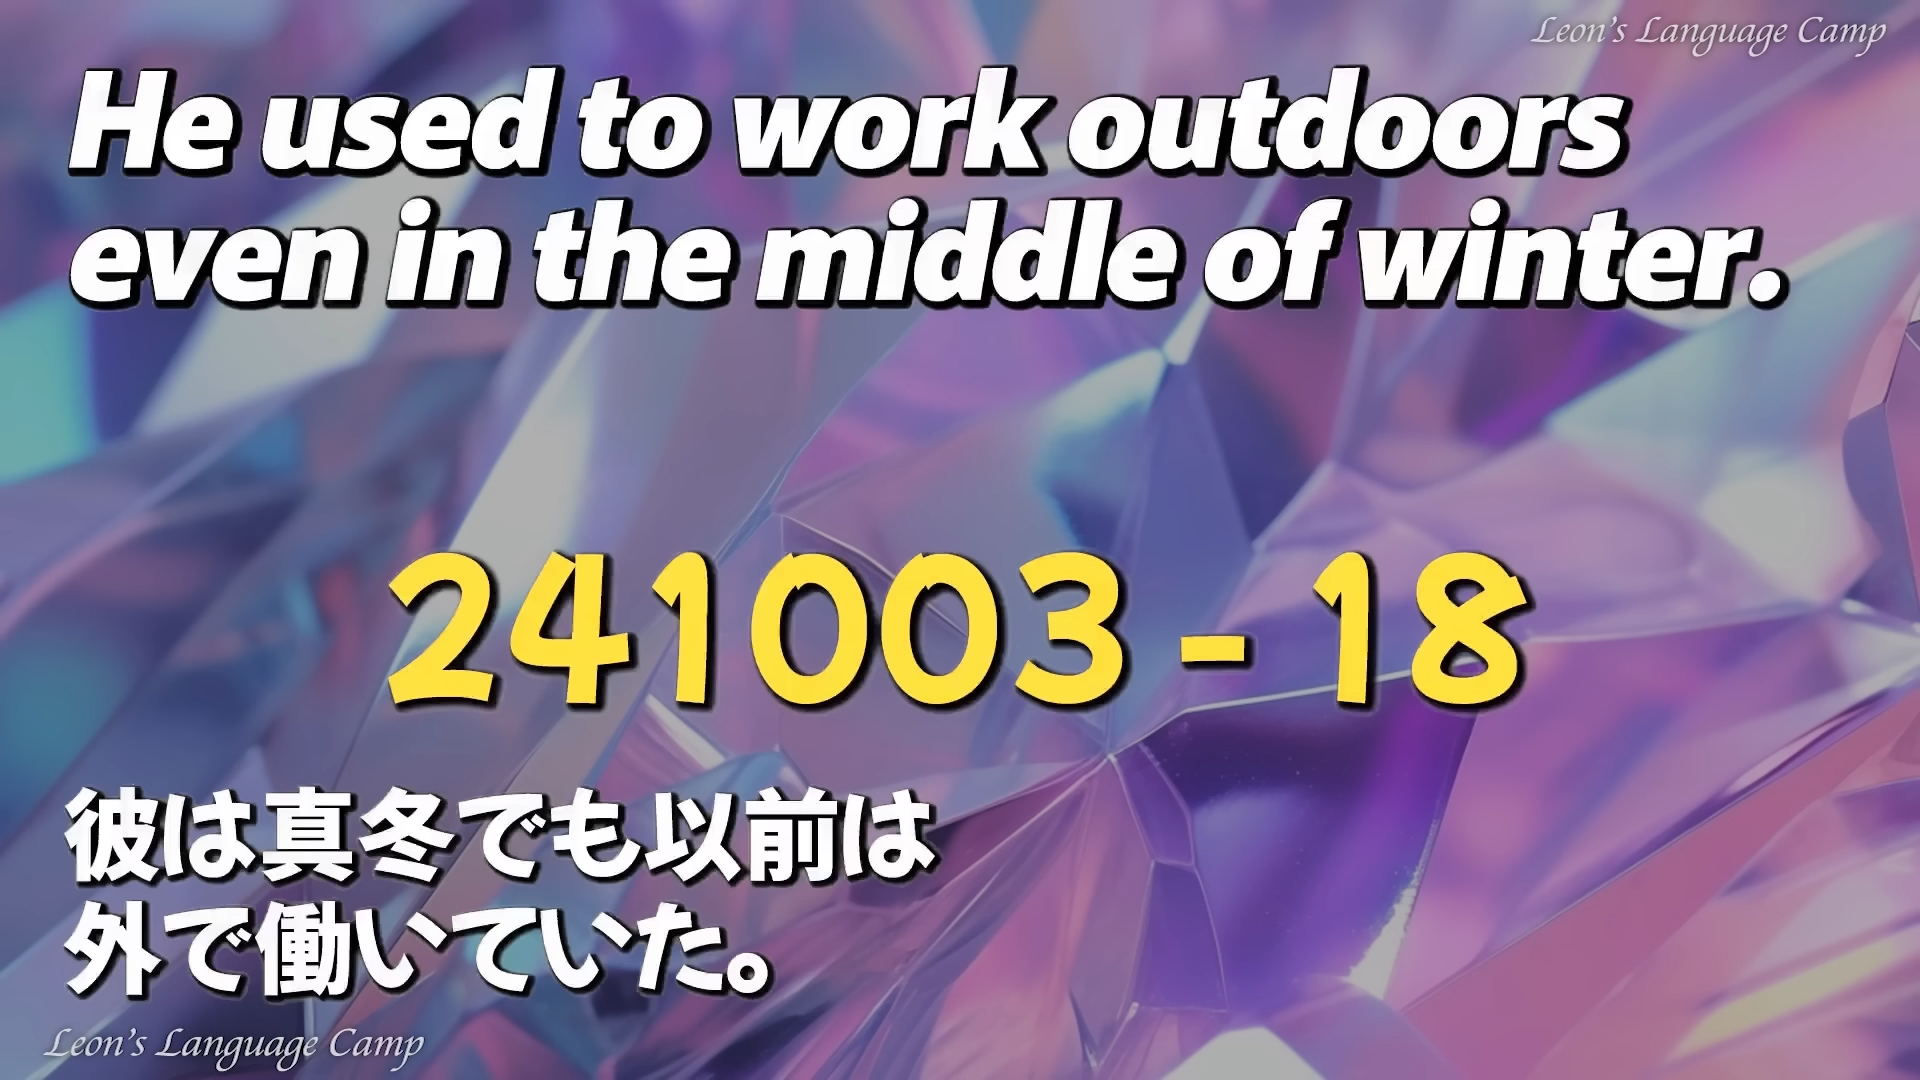 Leon's Language Camp
He used to work outdoors
even in the middle of winter.
241003 - 18
彼は真冬でも以前は
外で働いていた。
Leon's Language Camp